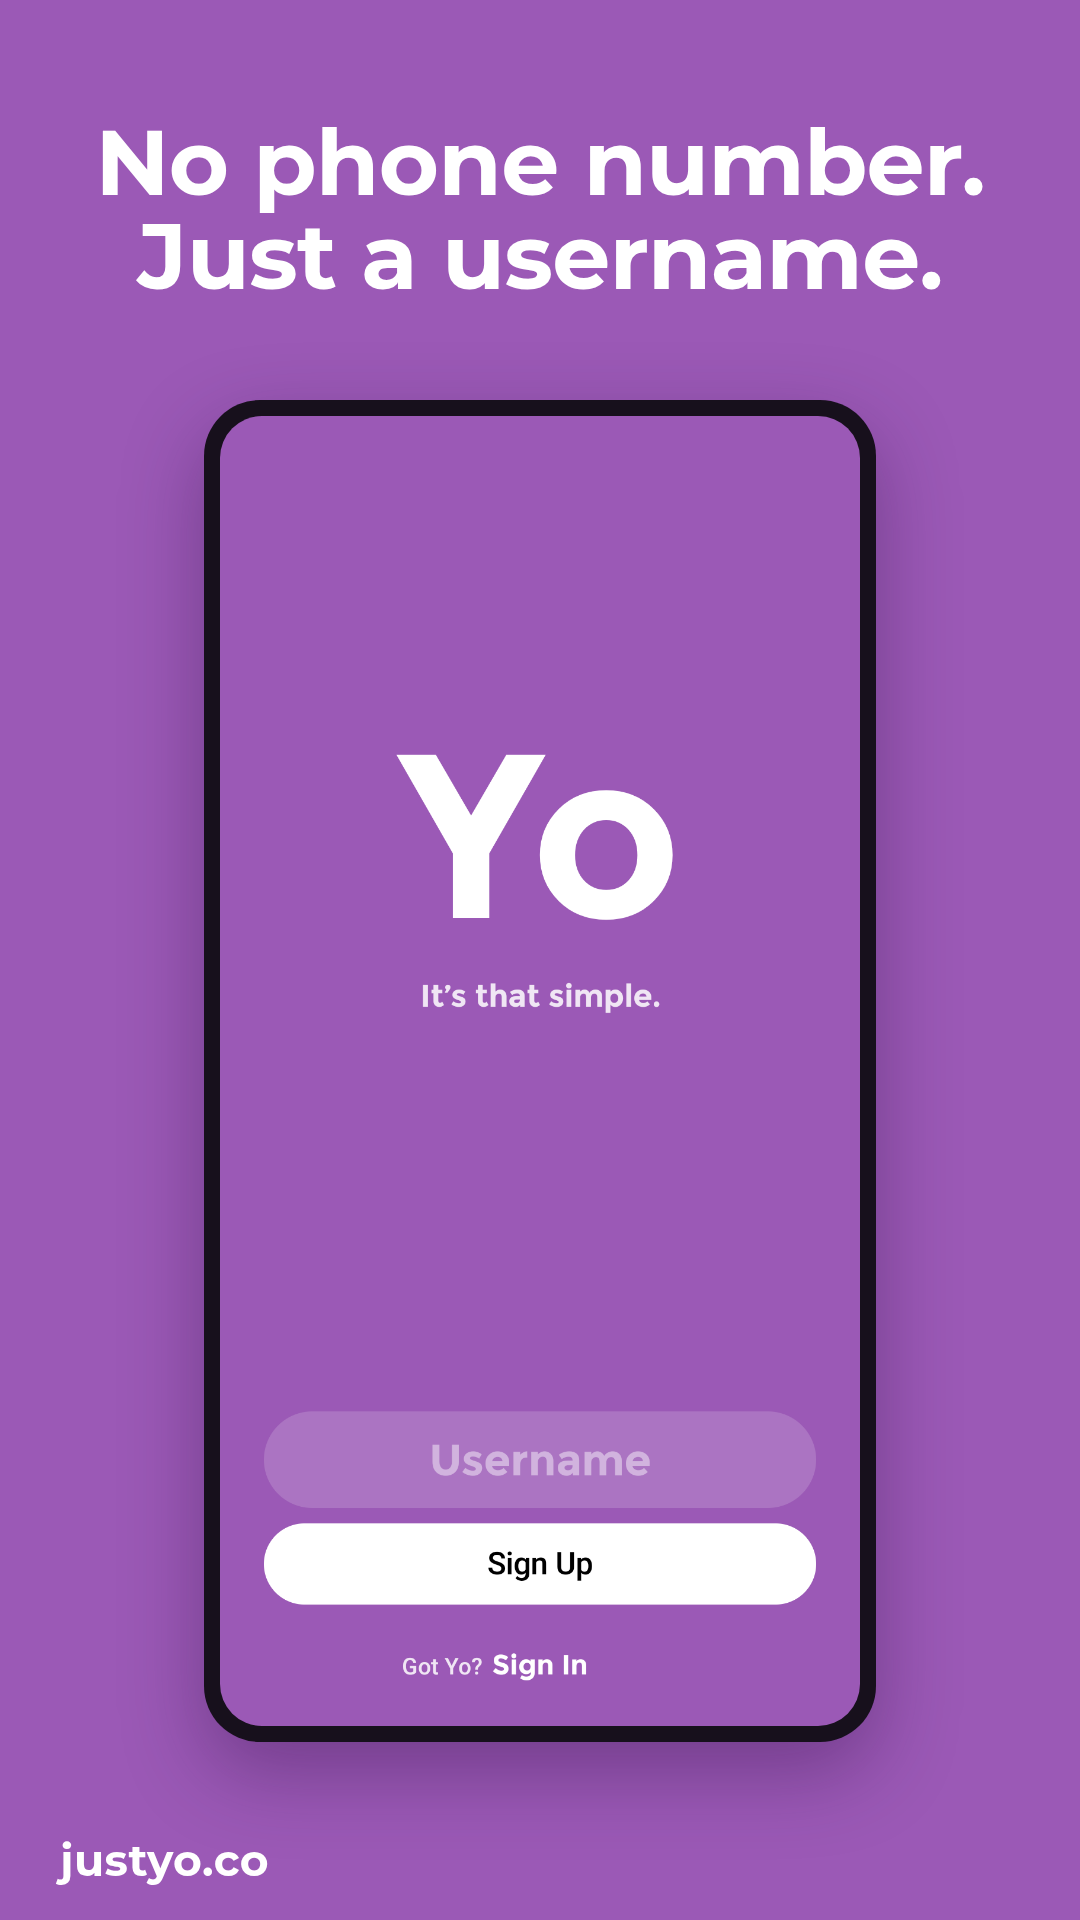 No phone number.
Just a username.
Yo
It’s that simple.
Username
Sign Up
Got Yo? Sign In
justyo.co